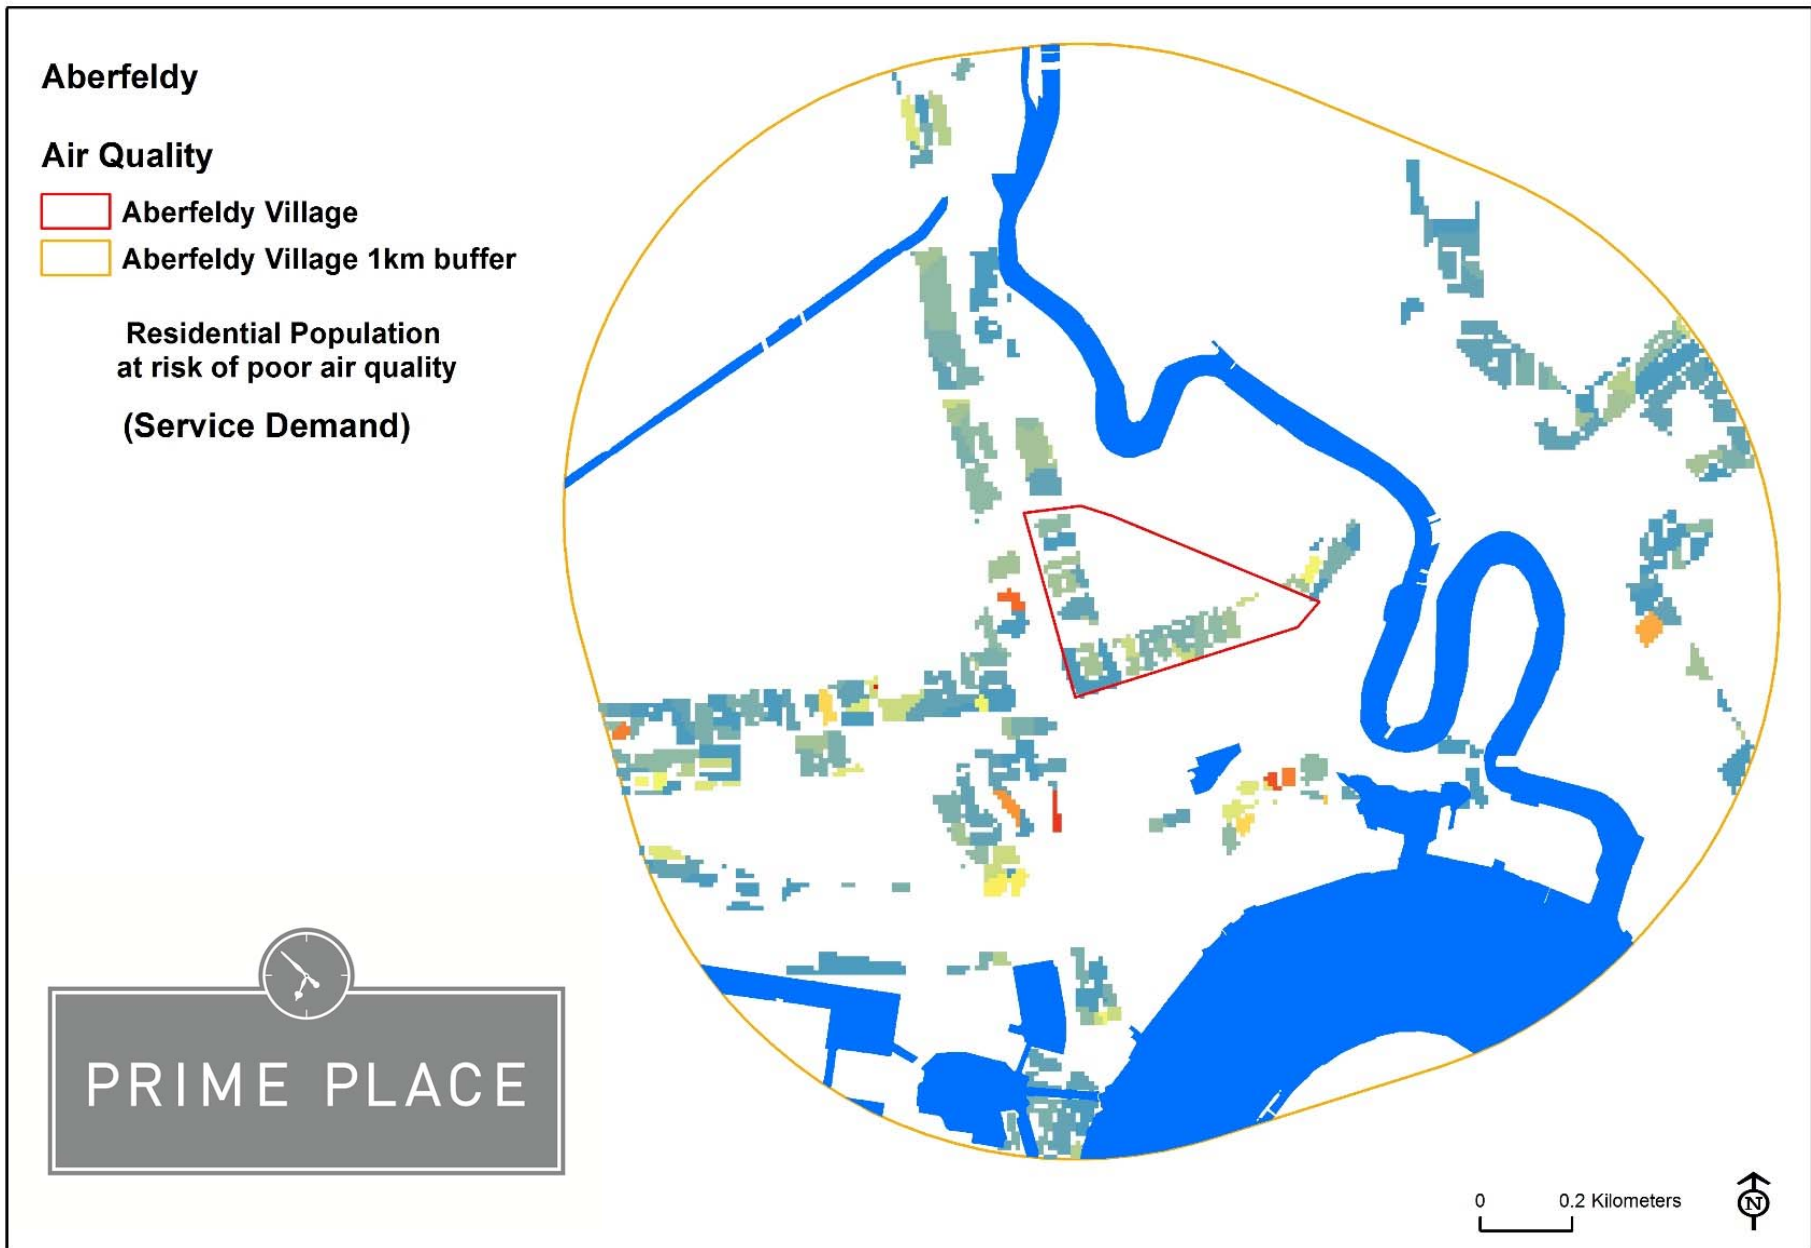 Aberfeldy
Air Quality
Aberfeldy Village
Aberfeldy Village 1km buffer
Residential Population
at risk of poor air quality
(Service Demand)
PRIME PLACE
0 0.2 Kilometers
N